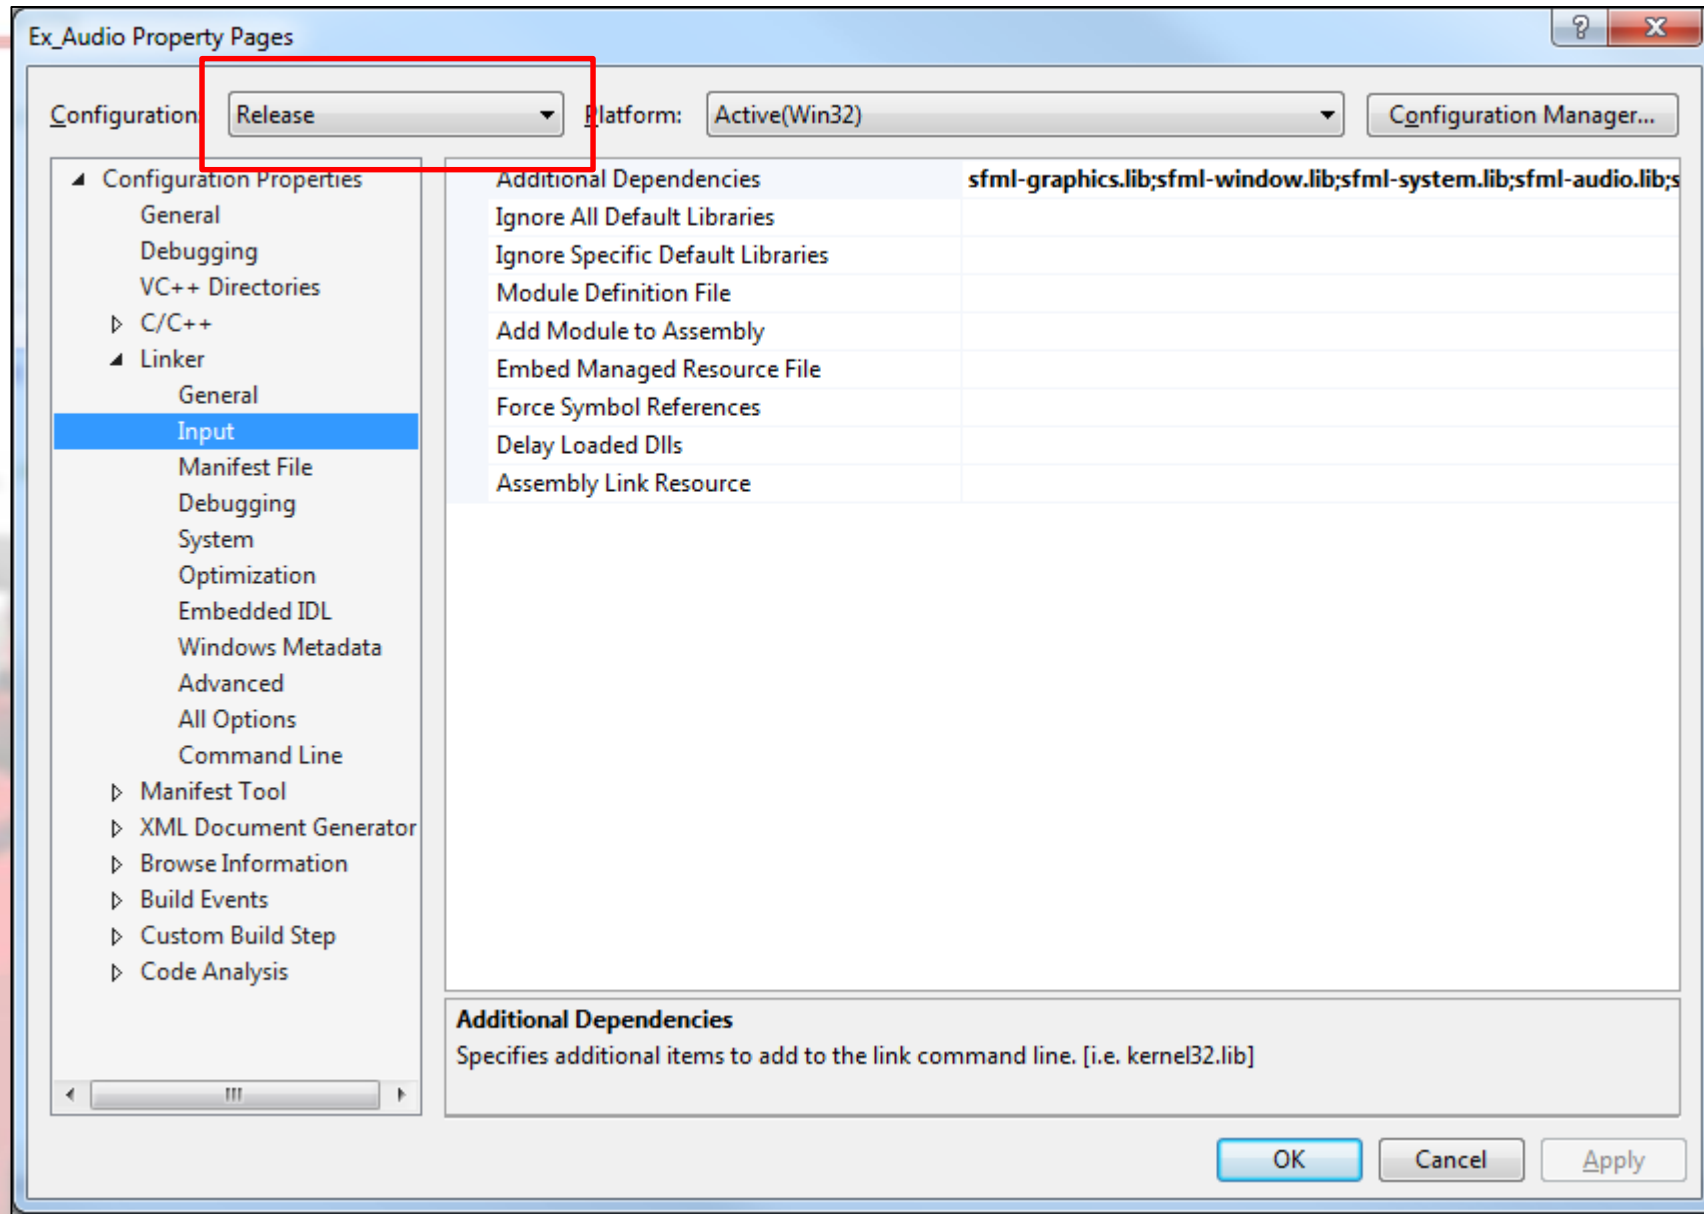 Ex_Audio Property Pages
Configuration: Release Platform: Active(Win32) Configuration Manager...
Configuration Properties
General
Debugging
VC++ Directories
C/C++
Linker
General
Input
Manifest File
Debugging
System
Optimization
Embedded IDL
Windows Metadata
Advanced
All Options
Command Line
Manifest Tool
XML Document Generator
Browse Information
Build Events
Custom Build Step
Code Analysis
Additional Dependencies sfml-graphics.lib;sfml-window.lib;sfml-system.lib;sfml-audio.lib;s
Ignore All Default Libraries
Ignore Specific Default Libraries
Module Definition File
Add Module to Assembly
Embed Managed Resource File
Force Symbol References
Delay Loaded Dlls
Assembly Link Resource
Additional Dependencies
Specifies additional items to add to the link command line. [i.e. kernel32.lib]
OK Cancel Apply